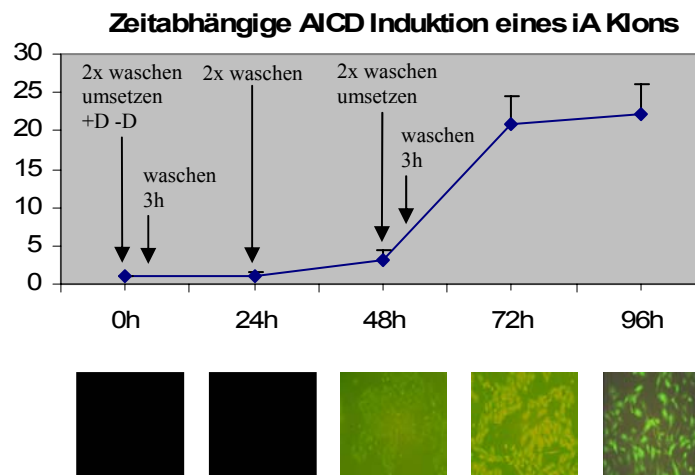 Zeitabhängige AICD Induktion eines iA Klons
30
25
20
15
10
5
0
2x waschen
umsetzen
+D -D
waschen
3h
2x waschen
2x waschen
umsetzen
waschen
3h
0h 24h 48h 72h 96h